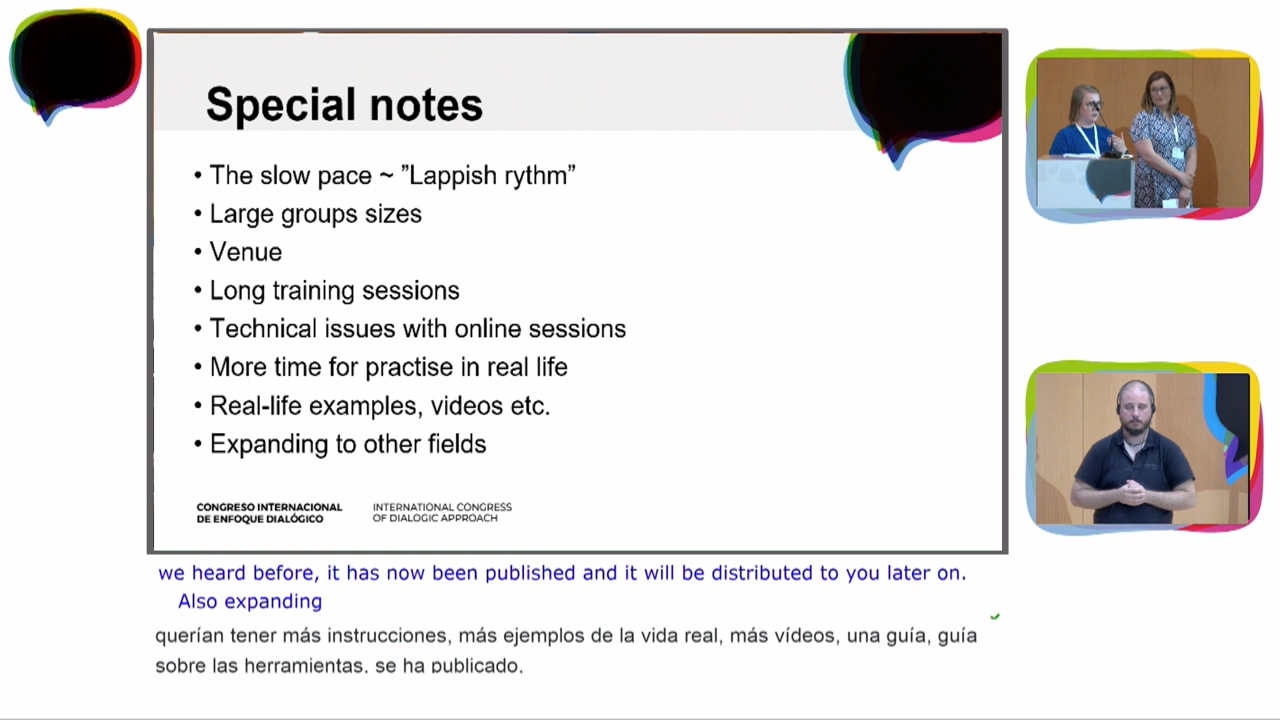 Special notes
• The slow pace ~ ”Lappish rythm”
• Large groups sizes
• Venue
• Long training sessions
• Technical issues with online sessions
• More time for practise in real life
• Real-life examples, videos etc.
• Expanding to other fields
CONGRESO INTERNACIONAL
DE ENFOQUE DIALÓGICO
INTERNATIONAL CONGRESS
OF DIALOGIC APPROACH
we heard before, it has now been published and it will be distributed to you later on.
Also expanding
querían tener más instrucciones, más ejemplos de la vida real, más vídeos, una guía, guía
sobre las herramientas. se ha publicado.